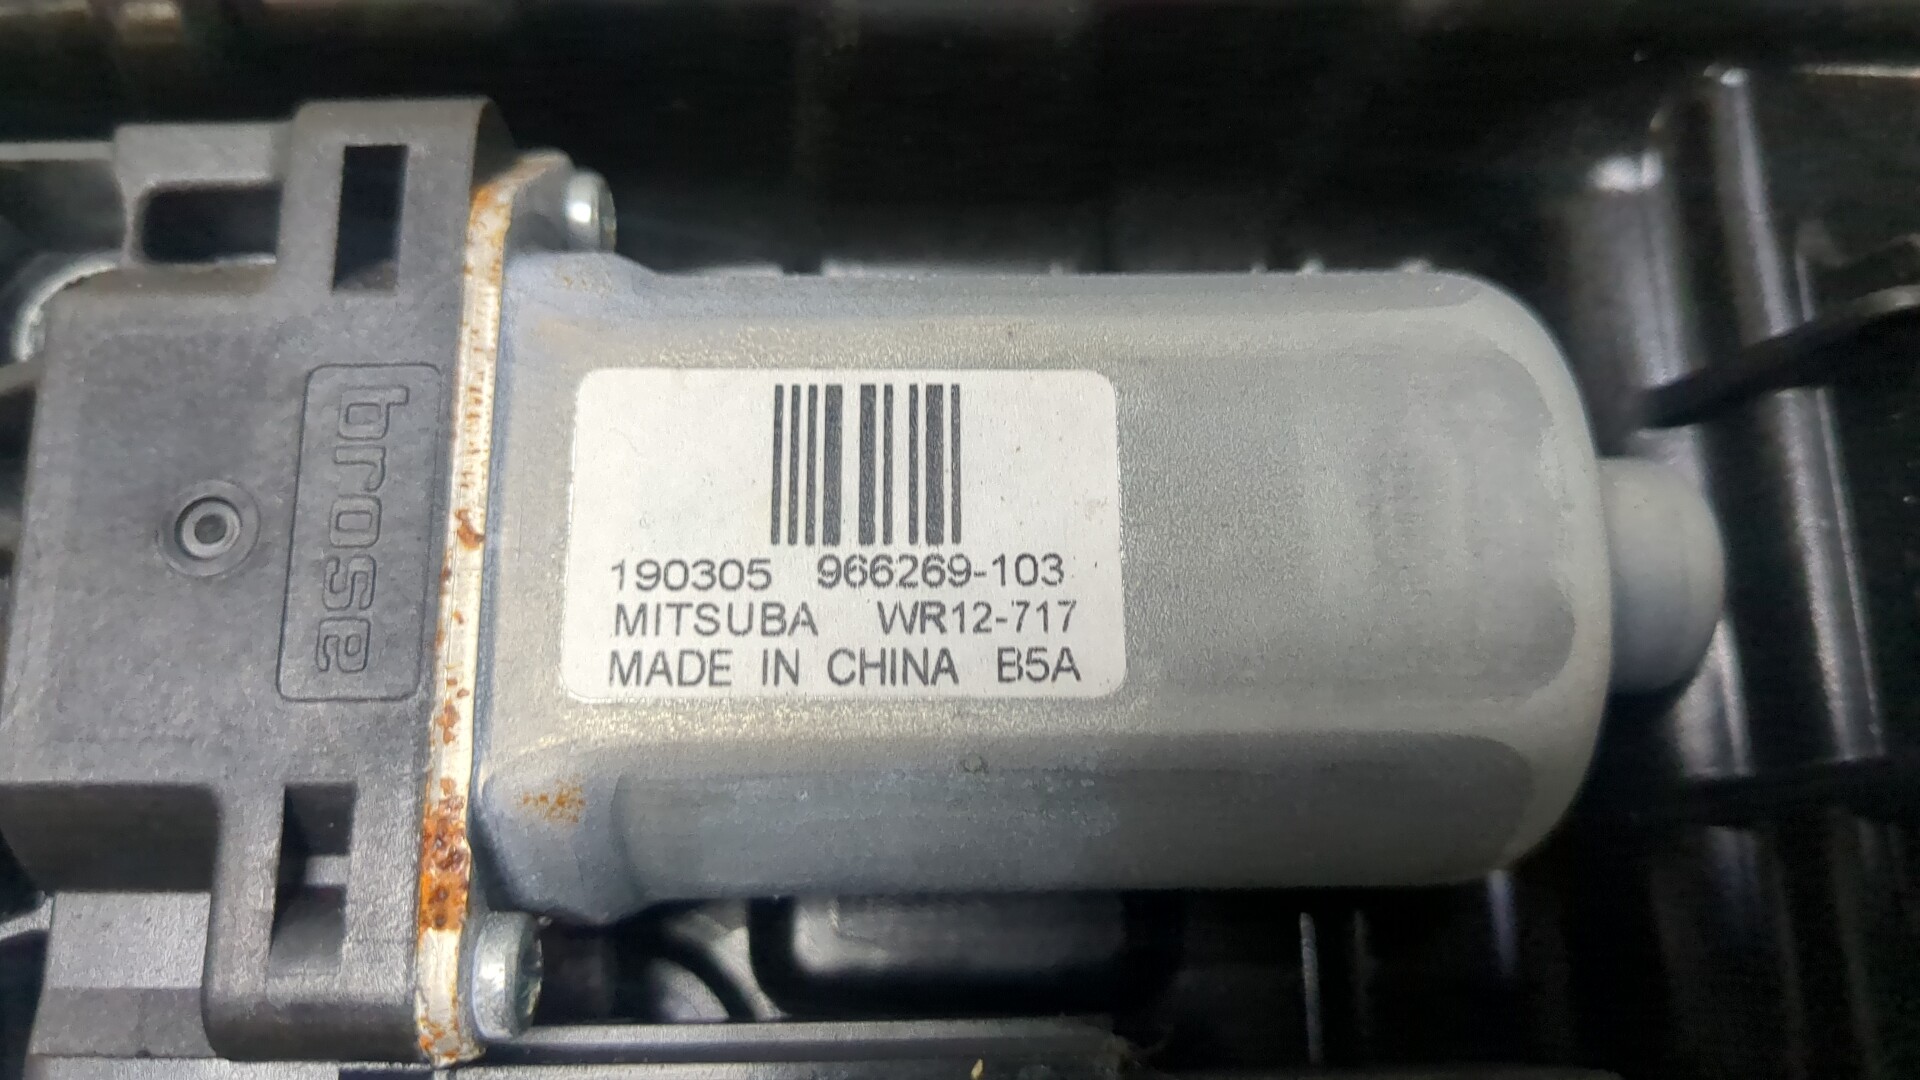 brose
190305 966269-103
MITSUBA WR12-717
MADE IN CHINA B5A